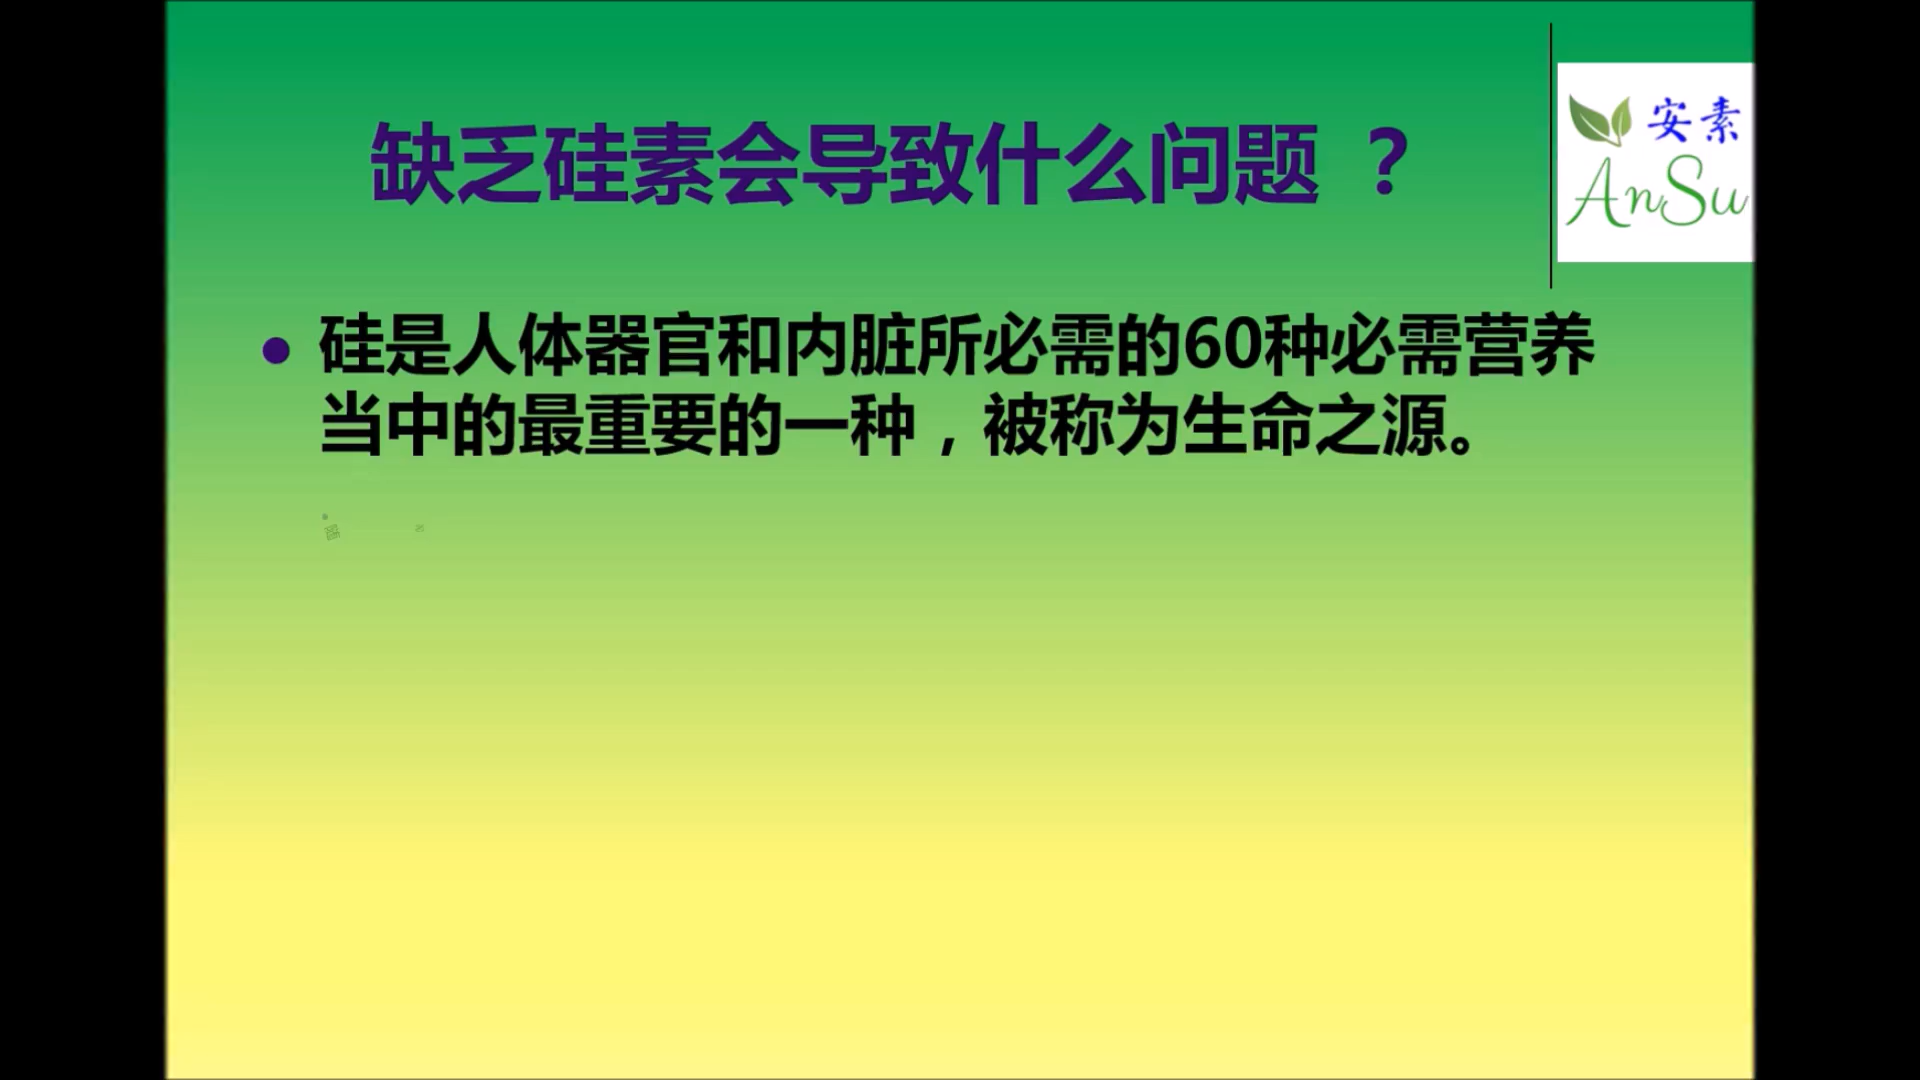 缺乏硅素会导致什么问题 ？
安素
AnSu
硅是人体器官和内脏所必需的60种必需营养
当中的最重要的一种，被称为生命之源。